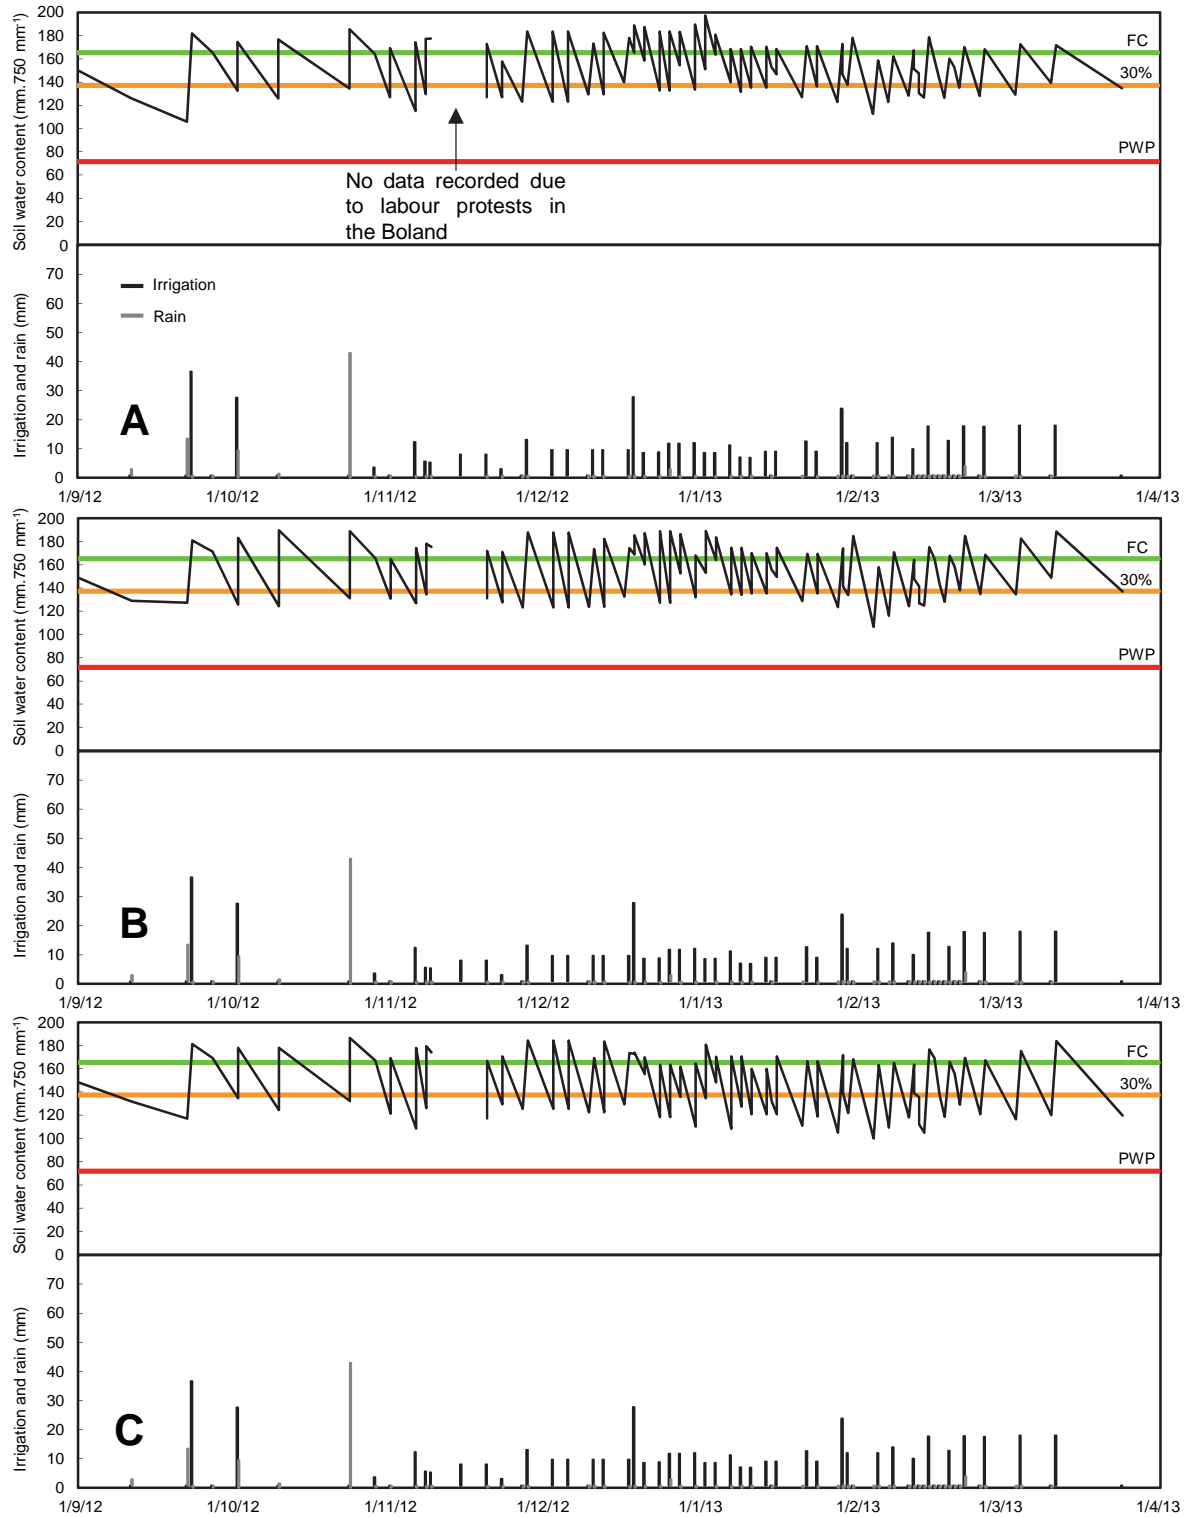 Soil water content (mm.750 mm⁻¹)
200
180
160
140
120
100
80
60
40
20
0
FC
30%
PWP
No data recorded due
to labour protests in
the Boland
Irrigation and rain (mm)
70
60
50
40
30
20
10
0
Irrigation
Rain
A
1/9/12 1/10/12 1/11/12 1/12/12 1/1/13 1/2/13 1/3/13 1/4/13
Soil water content (mm.750 mm⁻¹)
200
180
160
140
120
100
80
60
40
20
0
FC
30%
PWP
Irrigation and rain (mm)
70
60
50
40
30
20
10
0
B
1/9/12 1/10/12 1/11/12 1/12/12 1/1/13 1/2/13 1/3/13 1/4/13
Soil water content (mm.750 mm⁻¹)
200
180
160
140
120
100
80
60
40
20
0
FC
30%
PWP
Irrigation and rain (mm)
70
60
50
40
30
20
10
0
C
1/9/12 1/10/12 1/11/12 1/12/12 1/1/13 1/2/13 1/3/13 1/4/13